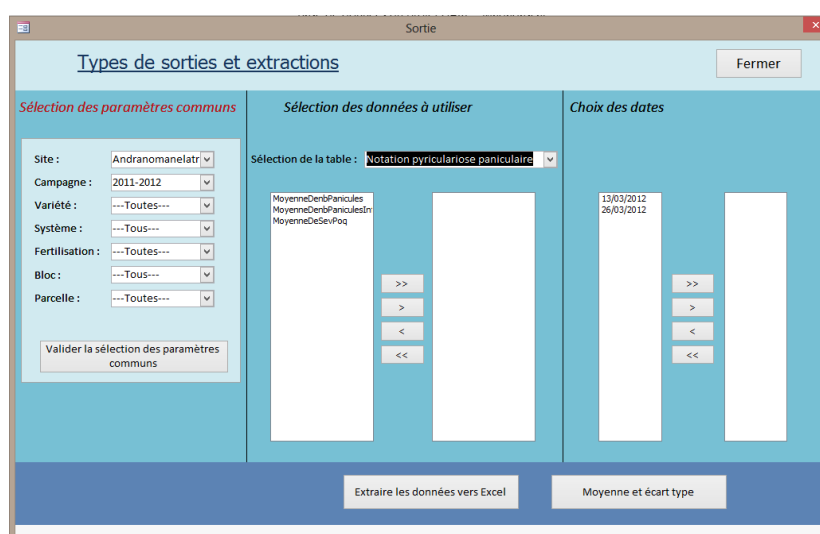 Sortie
Types de sorties et extractions
Fermer
Sélection des paramètres communs
Site :
Andranomanelatr
Campagne :
2011-2012
Variété :
---Toutes---
Système :
---Tous---
Fertilisation :
---Toutes---
Bloc :
---Tous---
Parcelle :
---Toutes---
Valider la sélection des paramètres
communs
Sélection des données à utiliser
Sélection de la table :
Notation pyriculariose paniculaire
MoyenneDenbPanicules
MoyenneDenbPaniculesIn
MoyenneDeSevPoq
>>
>
<
<<
Choix des dates
13/03/2012
26/03/2012
>>
>
<
<<
Extraire les données vers Excel
Moyenne et écart type